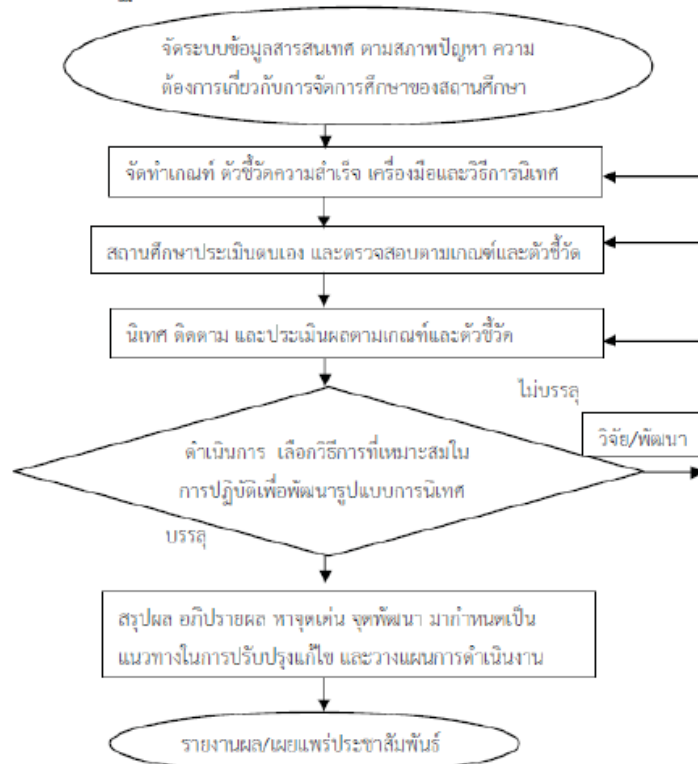 จัดระบบข้อมูลสารสนเทศ ตามสภาพปัญหา ความ
ต้องการเกี่ยวกับการจัดการศึกษาของสถานศึกษา
จัดทำเกณฑ์ ตัวชี้วัดความสำเร็จ เครื่องมือและวิธีการนิเทศ
สถานศึกษาประเมินตนเอง และตรวจสอบตามเกณฑ์และตัวชี้วัด
นิเทศ ติดตาม และประเมินผลตามเกณฑ์และตัวชี้วัด
ไม่บรรลุ
วิจัย/พัฒนา
ดำเนินการ เลือกวิธีการที่เหมาะสมใน
การปฏิบัติเพื่อพัฒนารูปแบบการนิเทศ
บรรลุ
สรุปผล อภิปรายผล หาจุดเด่น จุดพัฒนา มากำหนดเป็น
แนวทางในการปรับปรุงแก้ไข และวางแผนการดำเนินงาน
รายงานผล/เผยแพร่ประชาสัมพันธ์